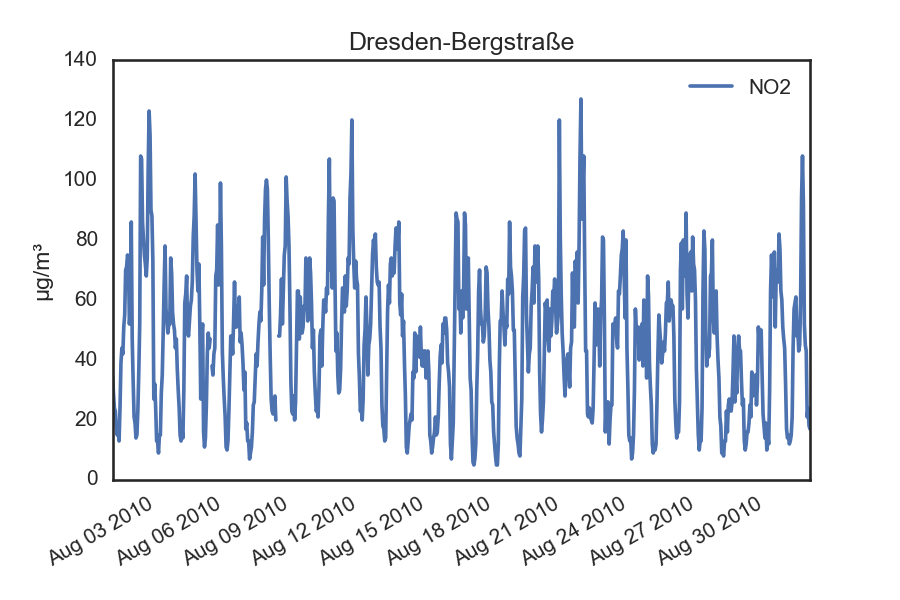 Dresden-Bergstraße
140
120
100
80
60
40
20
0
µg/m³
NO2
Aug 03 2010
Aug 06 2010
Aug 09 2010
Aug 12 2010
Aug 15 2010
Aug 18 2010
Aug 21 2010
Aug 24 2010
Aug 27 2010
Aug 30 2010